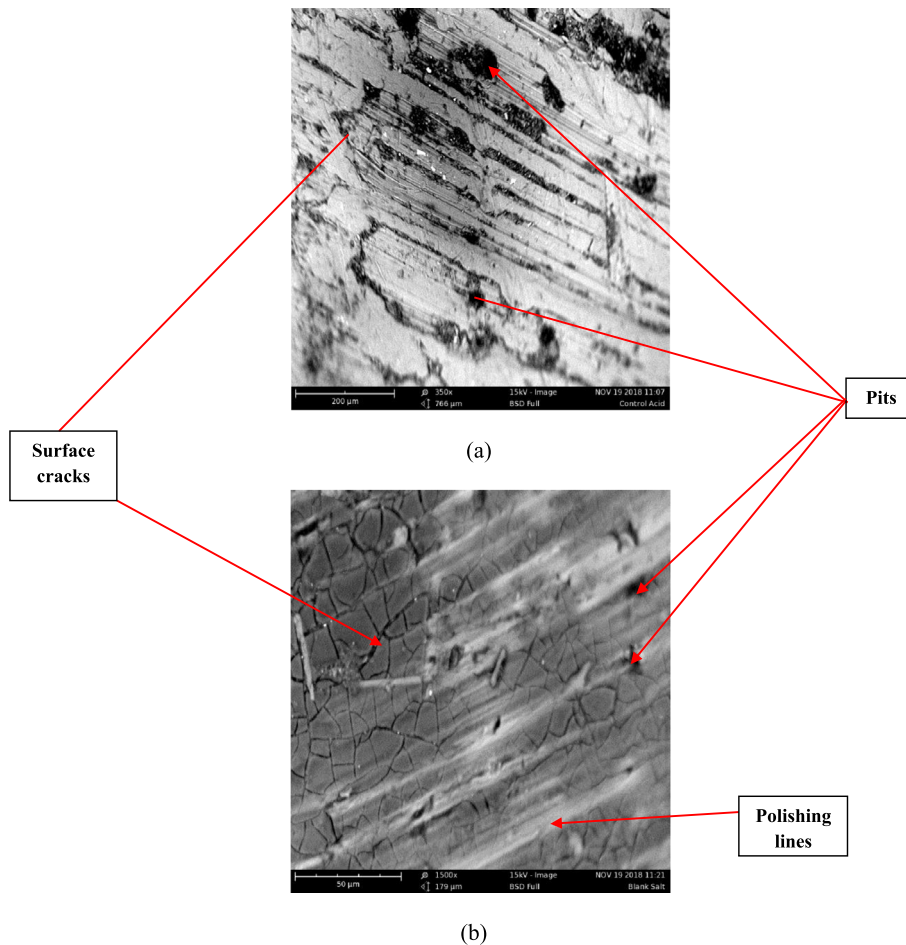 200 µm
350x
766 µm
15kV - Image
BSD Full
NOV 19 2018 11:07
Control Acid
Pits
(a)
Surface
cracks
50 µm
1500x
179 µm
15kV - Image
BSD Full
NOV 19 2018 11:21
Blank Salt
Polishing
lines
(b)